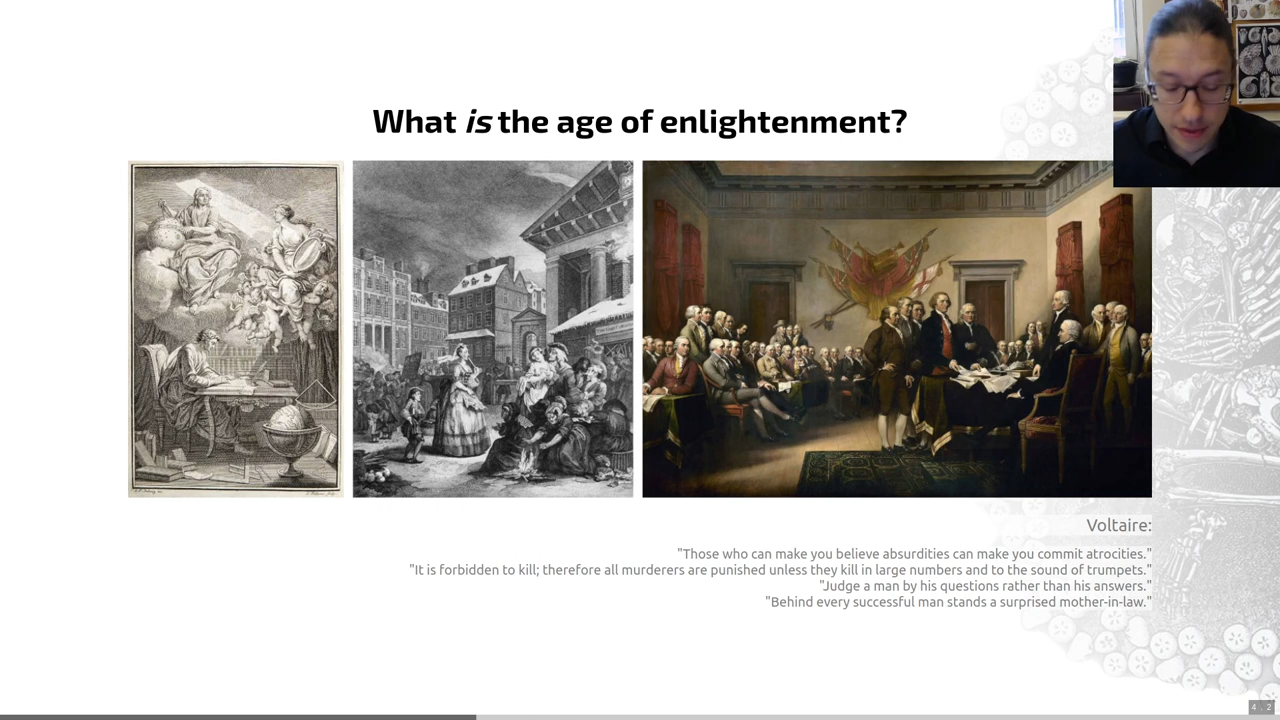 What is the age of enlightenment?
Voltaire:
"Those who can make you believe absurdities can make you commit atrocities."
"It is forbidden to kill; therefore all murderers are punished unless they kill in large numbers and to the sound of trumpets."
"Judge a man by his questions rather than his answers."
"Behind every successful man stands a surprised mother-in-law."
4.2